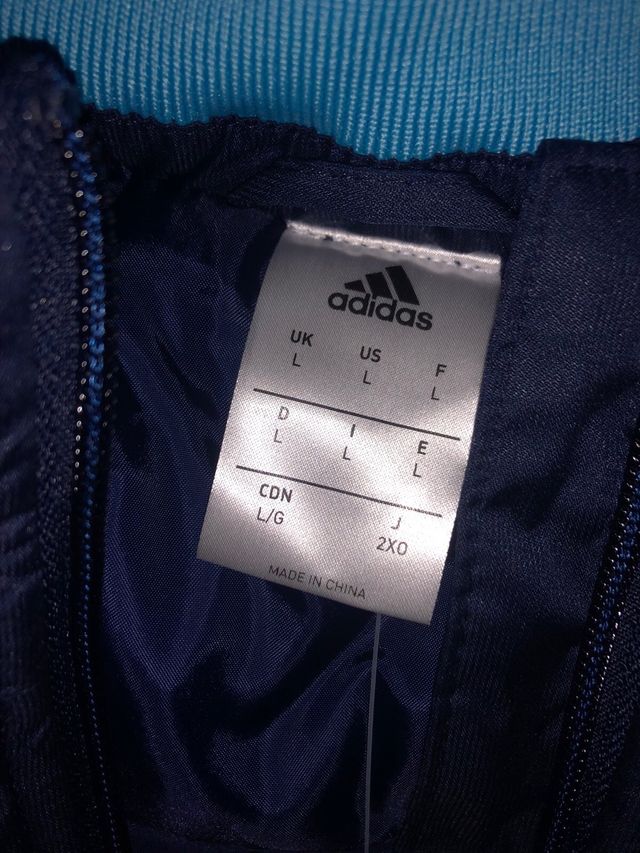 adidas
UK US F
L L L
D I E
L L L
CDN J
L/G 2XO
MADE IN CHINA